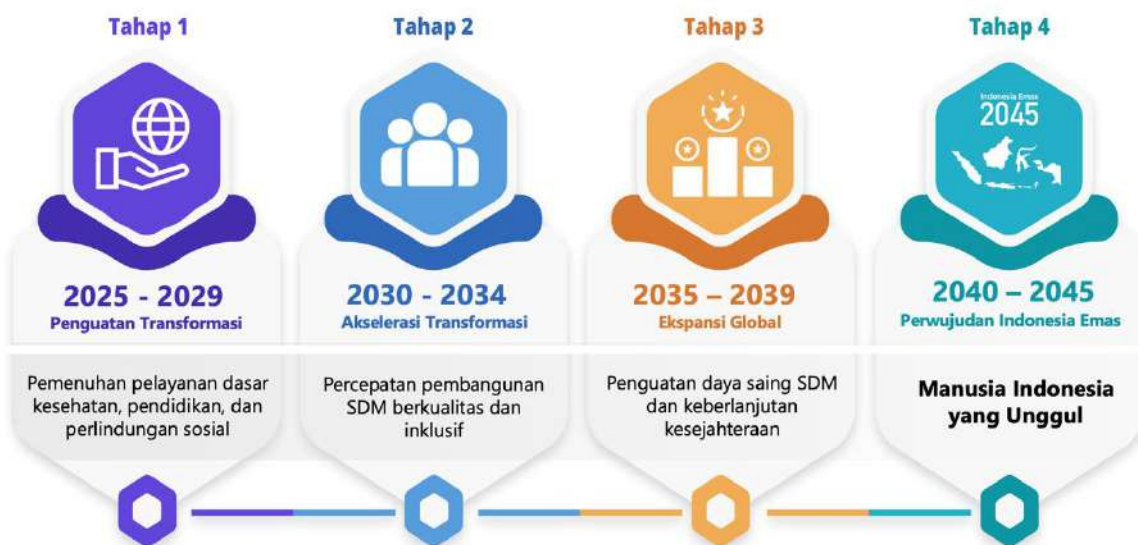 Tahap 1
Tahap 2
Tahap 3
Tahap 4
Indonesia Emas
2045
2025 - 2029
Penguatan Transformasi
2030 - 2034
Akselerasi Transformasi
2035 – 2039
Ekspansi Global
2040 – 2045
Perwujudan Indonesia Emas
Pemenuhan pelayanan dasar
kesehatan, pendidikan, dan
perlindungan sosial
Percepatan pembangunan
SDM berkualitas dan
inklusif
Penguatan daya saing SDM
dan keberlanjutan
kesejahteraan
Manusia Indonesia
yang Unggul